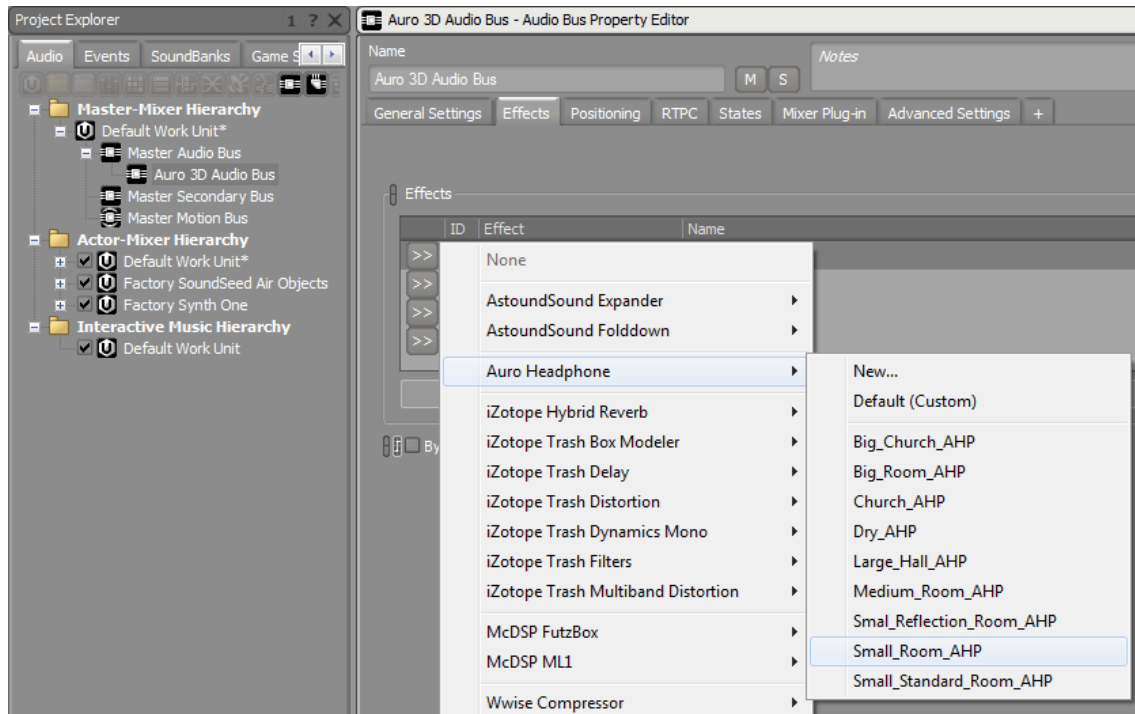 Project Explorer 1 ? X
Audio Events SoundBanks Game S
Master-Mixer Hierarchy
Default Work Unit*
Master Audio Bus
Auro 3D Audio Bus
Master Secondary Bus
Master Motion Bus
Actor-Mixer Hierarchy
Default Work Unit*
Factory SoundSeed Air Objects
Factory Synth One
Interactive Music Hierarchy
Default Work Unit
Auro 3D Audio Bus - Audio Bus Property Editor
Name
Notes
Auro 3D Audio Bus M S
General Settings Effects Positioning RTPC States Mixer Plug-in Advanced Settings +
Effects
ID Effect Name
>>
>>
>>
>>
By
None
AstoundSound Expander
AstoundSound Folddown
Auro Headphone
iZotope Hybrid Reverb
iZotope Trash Box Modeler
iZotope Trash Delay
iZotope Trash Distortion
iZotope Trash Dynamics Mono
iZotope Trash Filters
iZotope Trash Multiband Distortion
McDSP FutzBox
McDSP ML1
Wwise Compressor
New...
Default (Custom)
Big_Church_AHP
Big_Room_AHP
Church_AHP
Dry_AHP
Large_Hall_AHP
Medium_Room_AHP
Smal_Reflection_Room_AHP
Small_Room_AHP
Small_Standard_Room_AHP